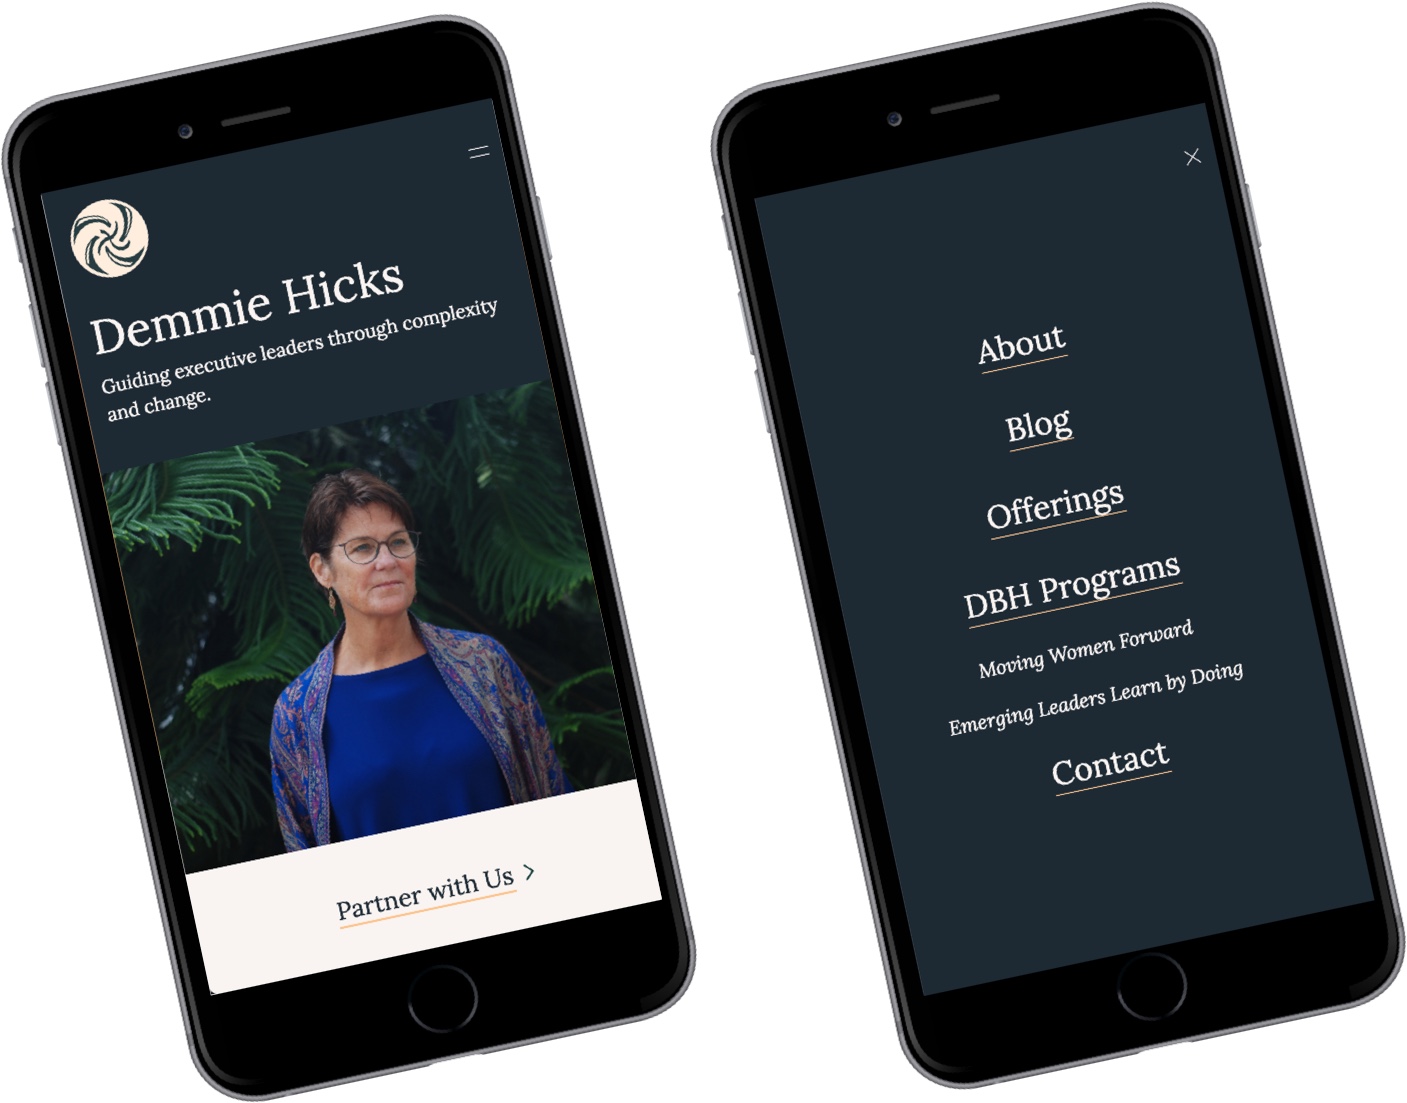 Demmie Hicks
Guiding executive leaders through complexity
and change.
Partner with Us
About
Blog
Offerings
DBH Programs
Moving Women Forward
Emerging Leaders Learn by Doing
Contact